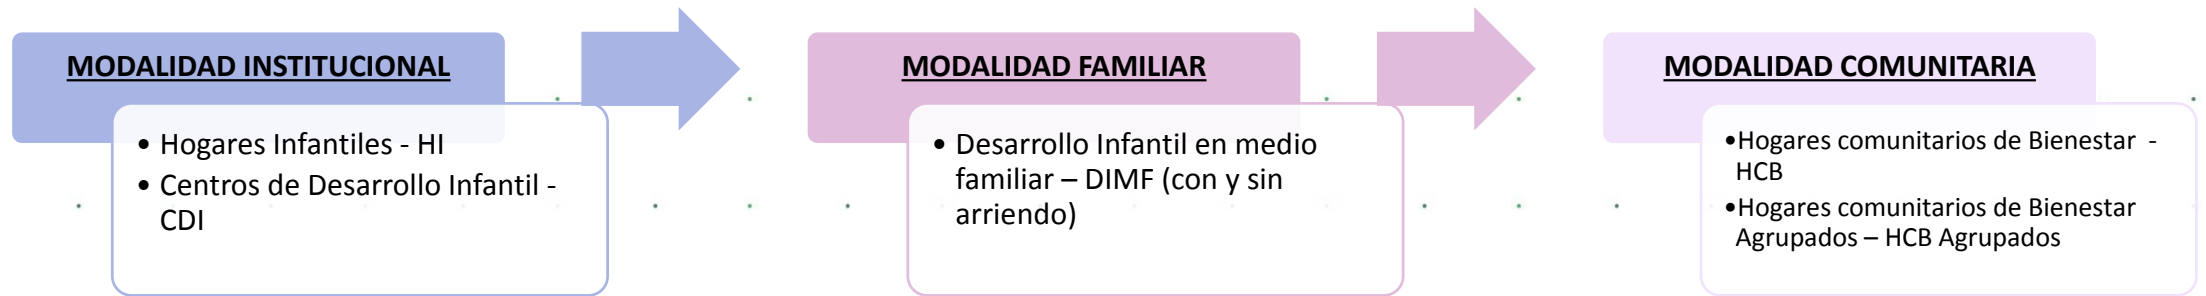 MODALIDAD INSTITUCIONAL
• Hogares Infantiles - HI
• Centros de Desarrollo Infantil -
CDI
MODALIDAD FAMILIAR
• Desarrollo Infantil en medio
familiar – DIMF (con y sin
arriendo)
MODALIDAD COMUNITARIA
•Hogares comunitarios de Bienestar -
HCB
•Hogares comunitarios de Bienestar
Agrupados – HCB Agrupados